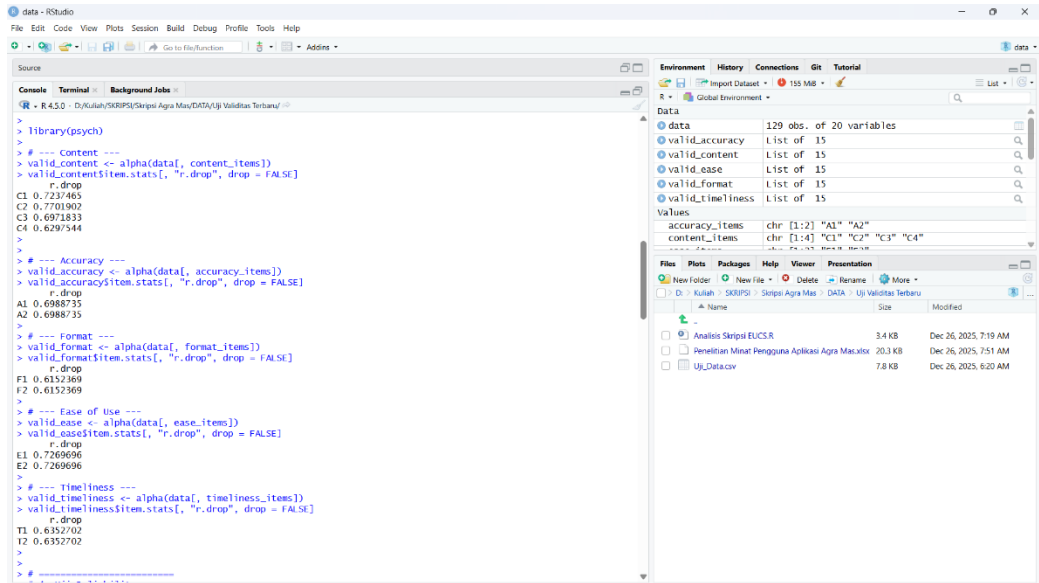 data - RStudio
File Edit Code View Plots Session Build Debug Profile Tools Help
Go to file/function Addins data
Source
Console Terminal Background Jobs
R 4.5.0 · D:/Kuliah/SKRIPSI/Skripsi Agra Mas/DATA/Uji Validitas Terbaru/
>
> library(psych)
>
> # --- Content ---
> valid_content <- alpha(data[, content_items])
> valid_content$item.stats[, "r.drop", drop = FALSE]
r.drop
C1 0.7237465
C2 0.7701902
C3 0.6971833
C4 0.6297544
>
>
> # --- Accuracy ---
> valid_accuracy <- alpha(data[, accuracy_items])
> valid_accuracy$item.stats[, "r.drop", drop = FALSE]
r.drop
A1 0.6988735
A2 0.6988735
>
> # --- Format ---
> valid_format <- alpha(data[, format_items])
> valid_format$item.stats[, "r.drop", drop = FALSE]
r.drop
F1 0.6152369
F2 0.6152369
>
> # --- Ease of Use ---
> valid_ease <- alpha(data[, ease_items])
> valid_ease$item.stats[, "r.drop", drop = FALSE]
r.drop
E1 0.7269696
E2 0.7269696
>
> # --- Timeliness ---
> valid_timeliness <- alpha(data[, timeliness_items])
> valid_timeliness$item.stats[, "r.drop", drop = FALSE]
r.drop
T1 0.6352702
T2 0.6352702
>
>
> # =========================
Environment History Connections Git Tutorial
Import Dataset 155 MiB List
R Global Environment
Data
data 129 obs. of 20 variables
valid_accuracy List of 15
valid_content List of 15
valid_ease List of 15
valid_format List of 15
valid_timeliness List of 15
Values
accuracy_items chr [1:2] "A1" "A2"
content_items chr [1:4] "C1" "C2" "C3" "C4"
Files Plots Packages Help Viewer Presentation
New Folder New File Delete Rename More
D: Kuliah SKRIPSI Skripsi Agra Mas DATA Uji Validitas Terbaru
Name Size Modified
..
Analisis Skripsi EUCS.R 3.4 KB Dec 26, 2025, 7:19 AM
Penelitian Minat Pengguna Aplikasi Agra Mas.xlsx 20.3 KB Dec 26, 2025, 7:51 AM
Uji_Data.csv 7.8 KB Dec 26, 2025, 6:20 AM